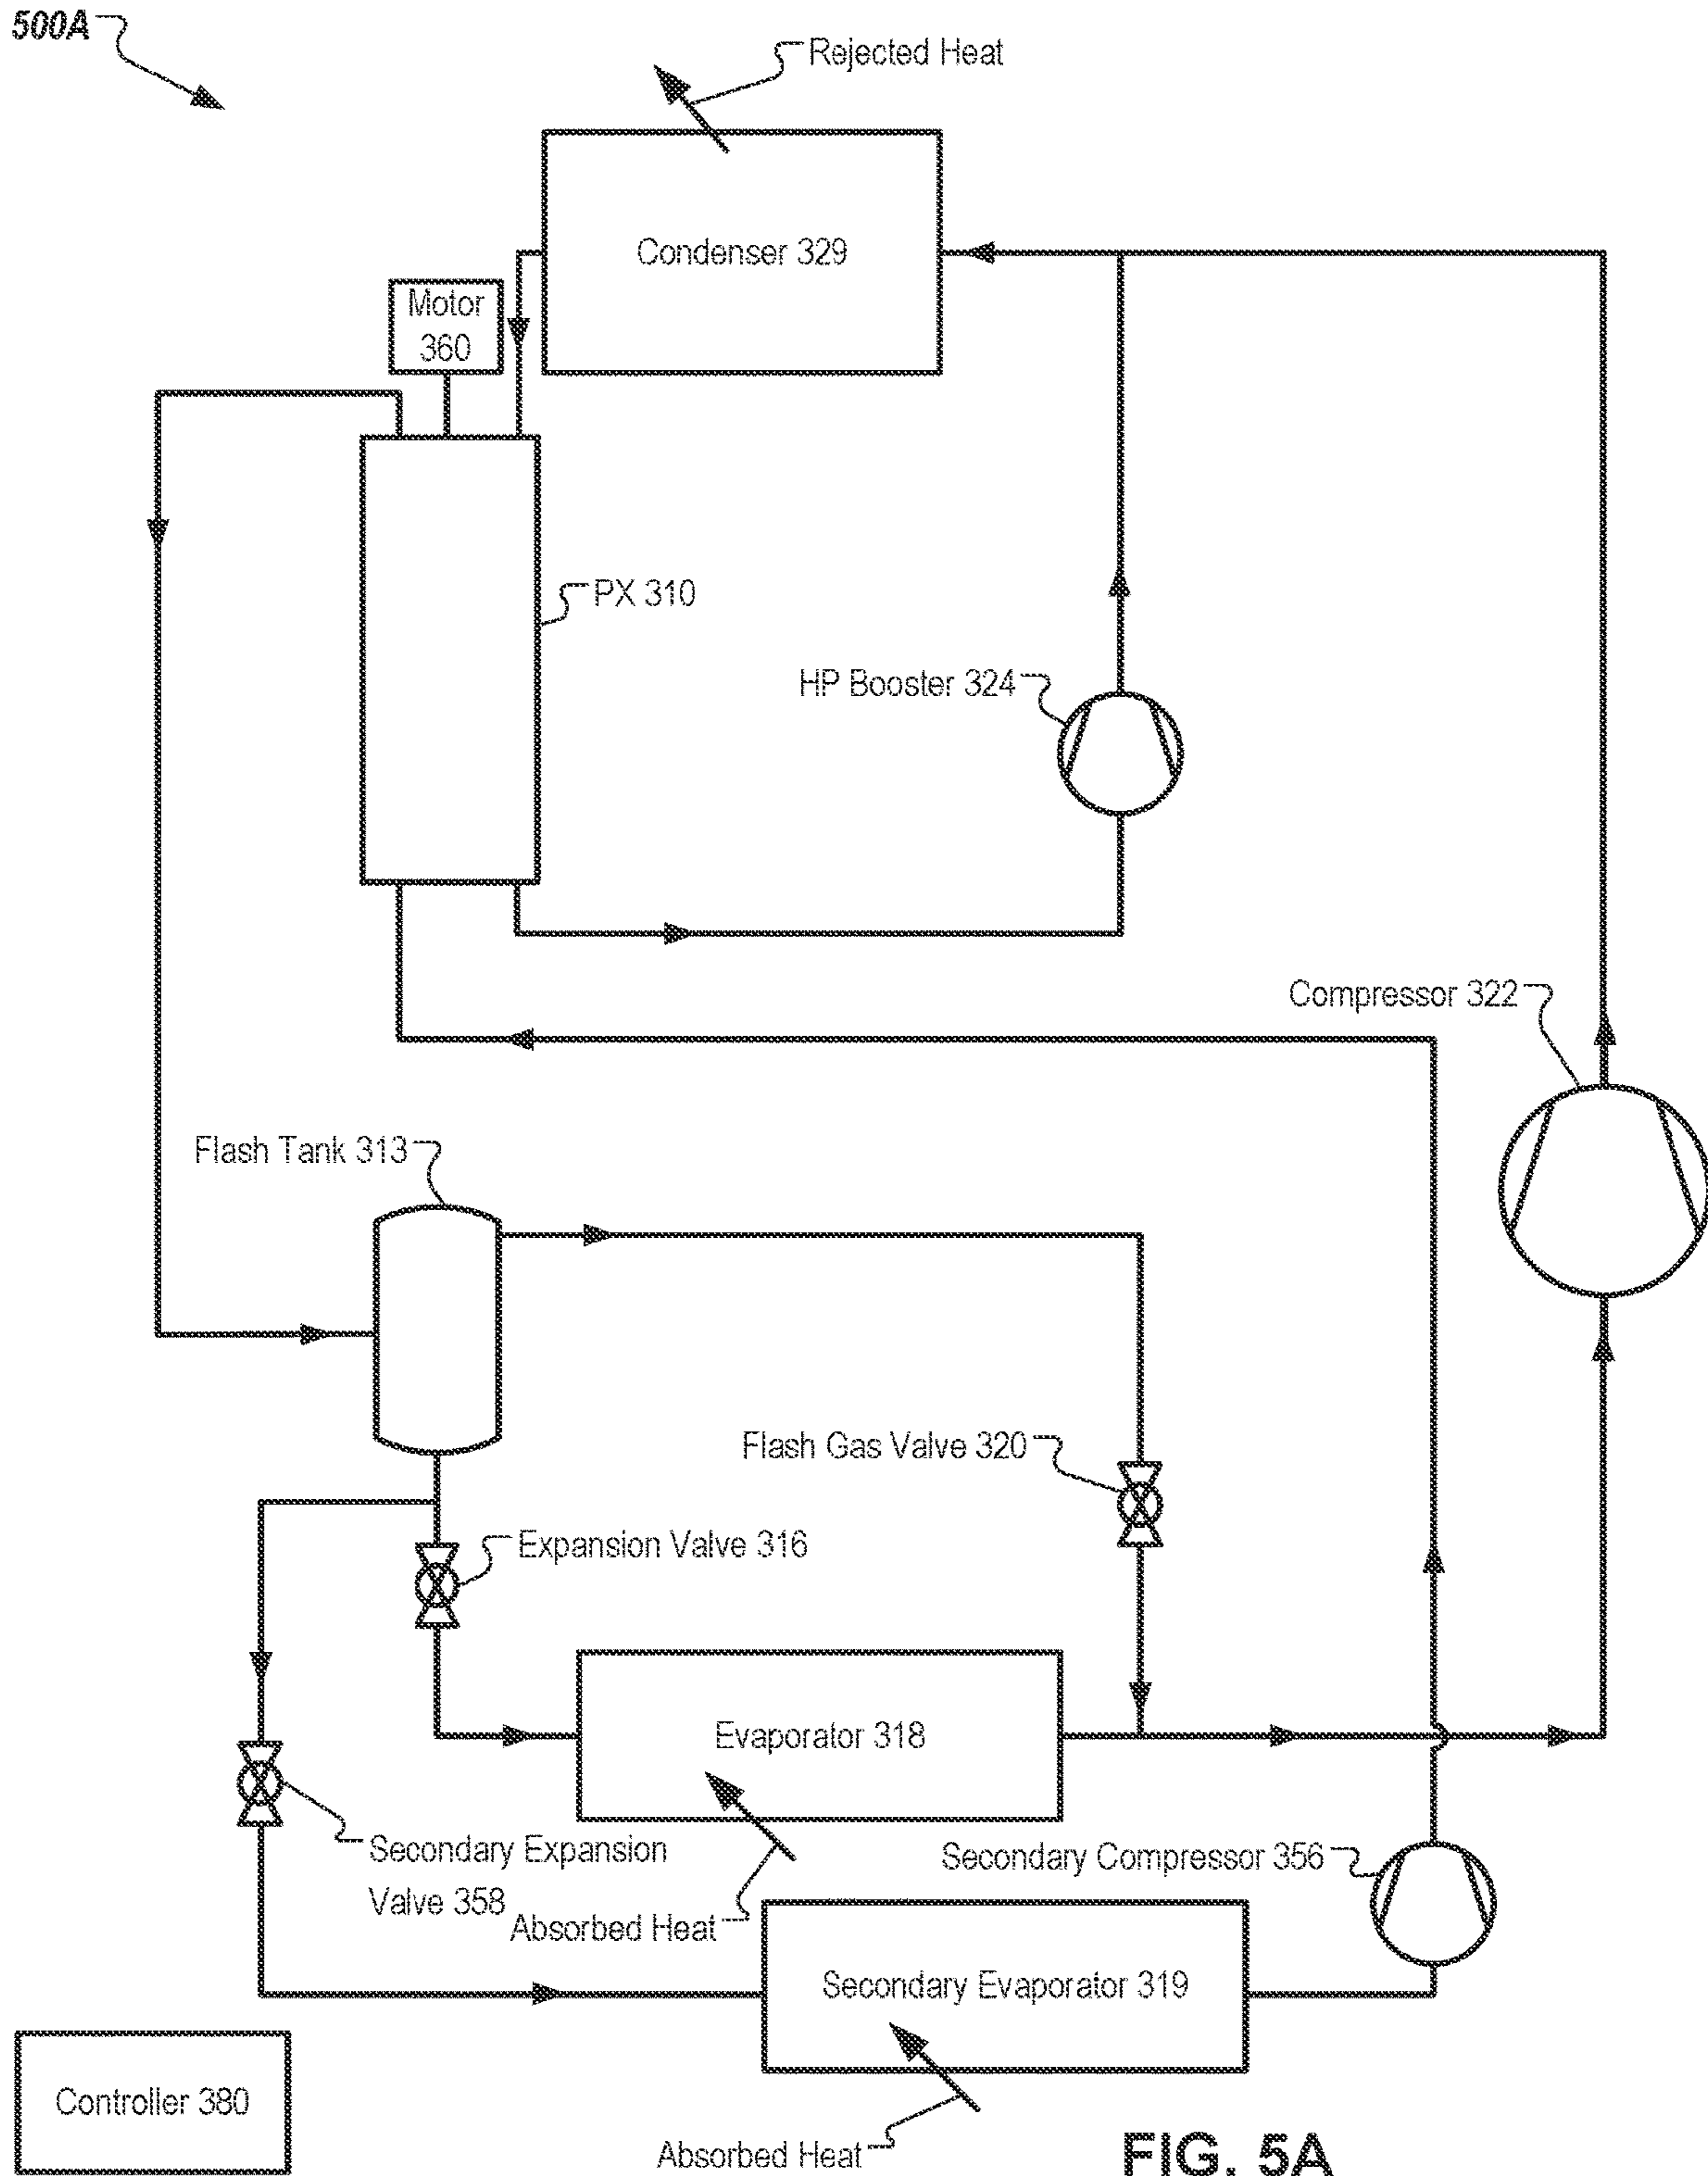 500A
Rejected Heat
Condenser 329
Motor
360
PX 310
HP Booster 324
Compressor 322
Flash Tank 313
Flash Gas Valve 320
Expansion Valve 316
Evaporator 318
Secondary Expansion
Valve 358
Secondary Compressor 356
Absorbed Heat
Secondary Evaporator 319
Controller 380
Absorbed Heat
FIG. 5A